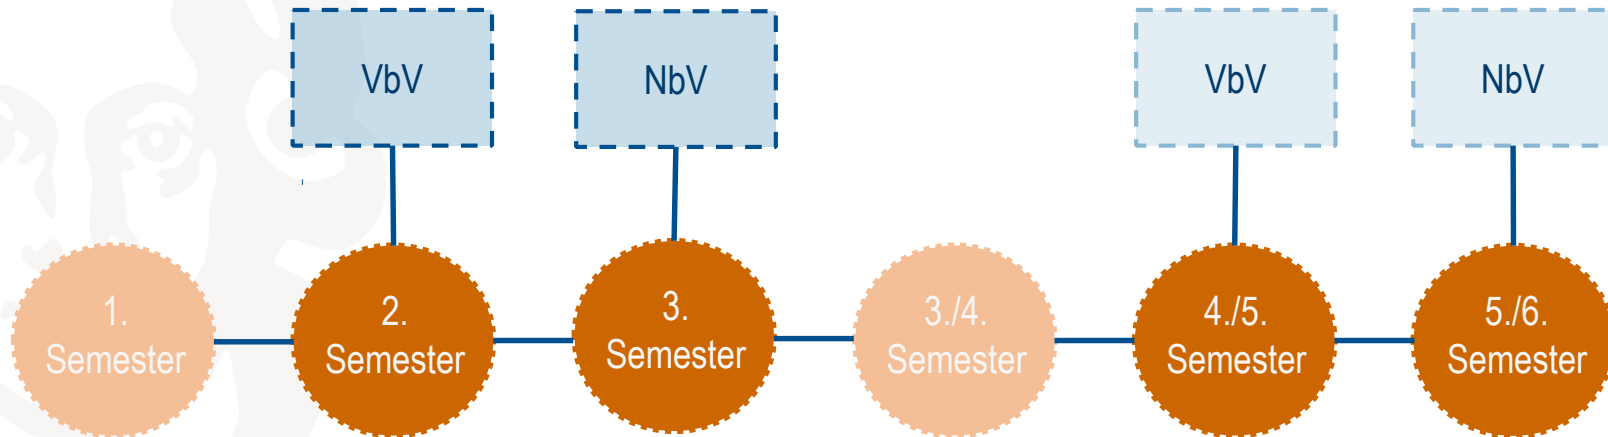 VbV
NbV
VbV
NbV
1.
Semester
2.
Semester
3.
Semester
3./4.
Semester
4./5.
Semester
5./6.
Semester